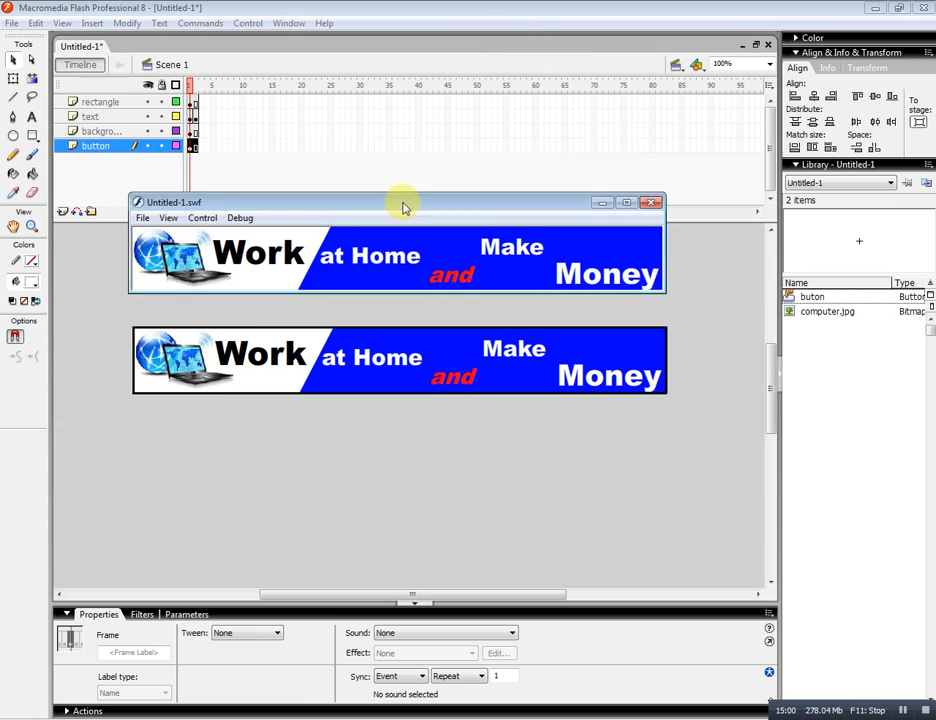 Macromedia Flash Professional 8 - [Untitled-1*]
File Edit View Insert Modify Text Commands Control Window Help
Tools
Untitled-1*
Timeline
Scene 1
100%
1 5 10 15 20 25 30 35 40 45 50 55 60 65 70 75 80 85 90 95
rectangle
text
backgro...
button
View
Colors
Options
Untitled-1.swf
File View Control Debug
Work at Home and Make Money
Work at Home and Make Money
Color
Align & Info & Transform
Align Info Transform
Align:
To stage:
Distribute:
Match size: Space:
Library - Untitled-1
Untitled-1
2 items
Name Type
buton Button
computer.jpg Bitmap
Properties Filters Parameters
Frame
<Frame Label>
Label type:
Name
Tween: None
Sound: None
Effect: None Edit...
Sync: Event Repeat 1
No sound selected
Actions
15:00 278.04 Mb F11: Stop